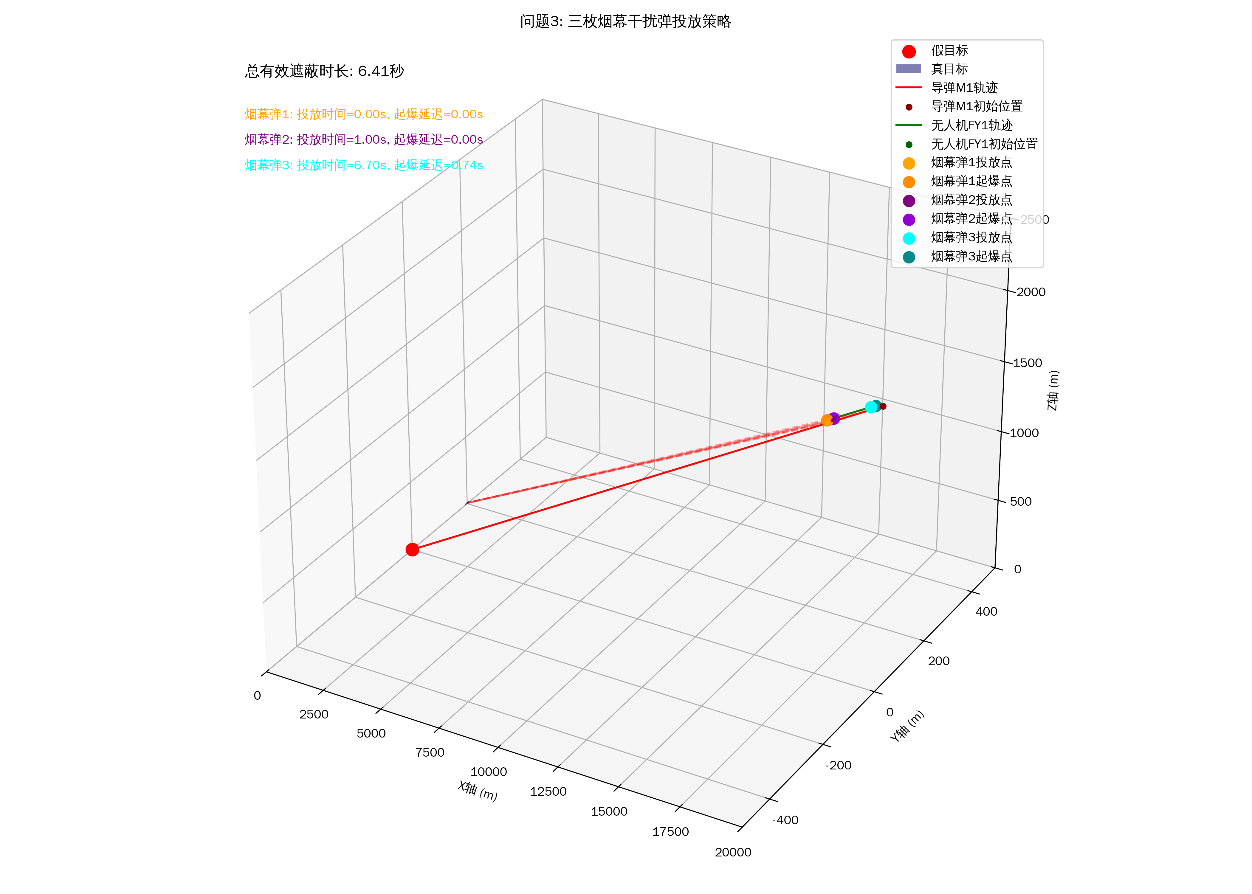 问题3: 三枚烟幕干扰弹投放策略
总有效遮蔽时长: 6.41秒
烟幕弹1: 投放时间=0.00s, 起爆延迟=0.00s
烟幕弹2: 投放时间=1.00s, 起爆延迟=0.00s
烟幕弹3: 投放时间=6.70s, 起爆延迟=0.74s
假目标
真目标
导弹M1轨迹
导弹M1初始位置
无人机FY1轨迹
无人机FY1初始位置
烟幕弹1投放点
烟幕弹1起爆点
烟幕弹2投放点
烟幕弹2起爆点
烟幕弹3投放点
烟幕弹3起爆点
2500
2000
1500
1000
500
0
Z轴 (m)
400
200
0
-200
-400
Y轴 (m)
0
2500
5000
7500
10000
12500
15000
17500
20000
X轴 (m)